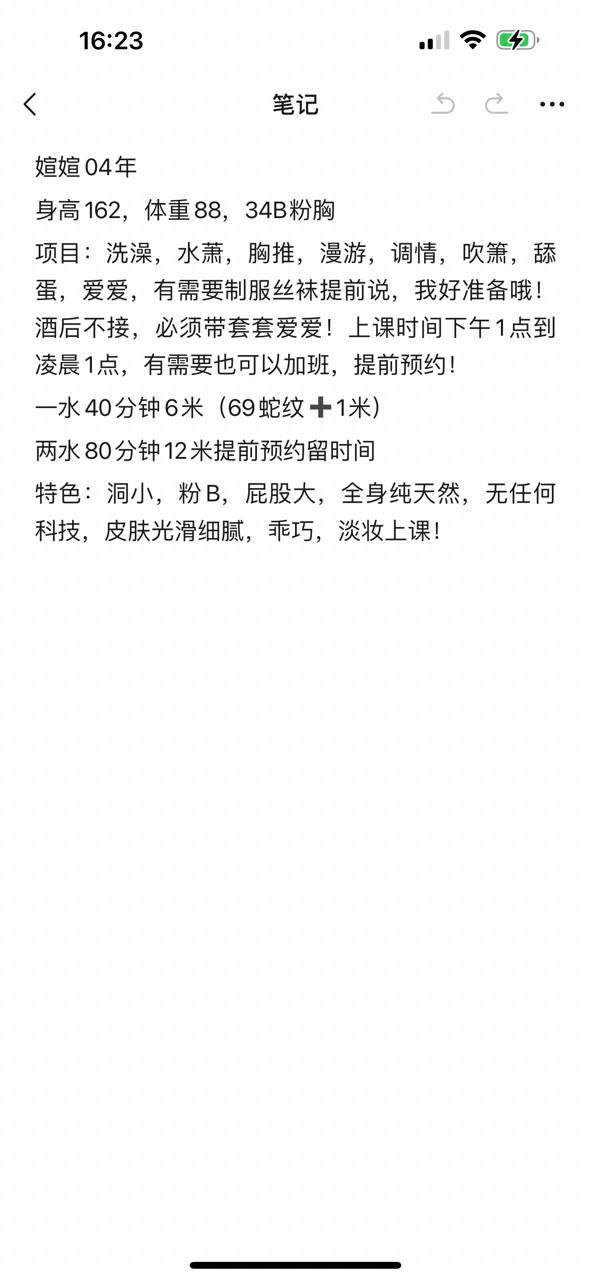 16:23
笔记
媗媗04年
身高162，体重88，34B粉胸
项目：洗澡，水萧，胸推，漫游，调情，吹箫，舔
蛋，爱爱，有需要制服丝袜提前说，我好准备哦！
酒后不接，必须带套套爱爱！上课时间下午1点到
凌晨1点，有需要也可以加班，提前预约！
一水40分钟6米（69蛇纹➕1米）
两水80分钟12米提前预约留时间
特色：洞小，粉B，屁股大，全身纯天然，无任何
科技，皮肤光滑细腻，乖巧，淡妆上课！